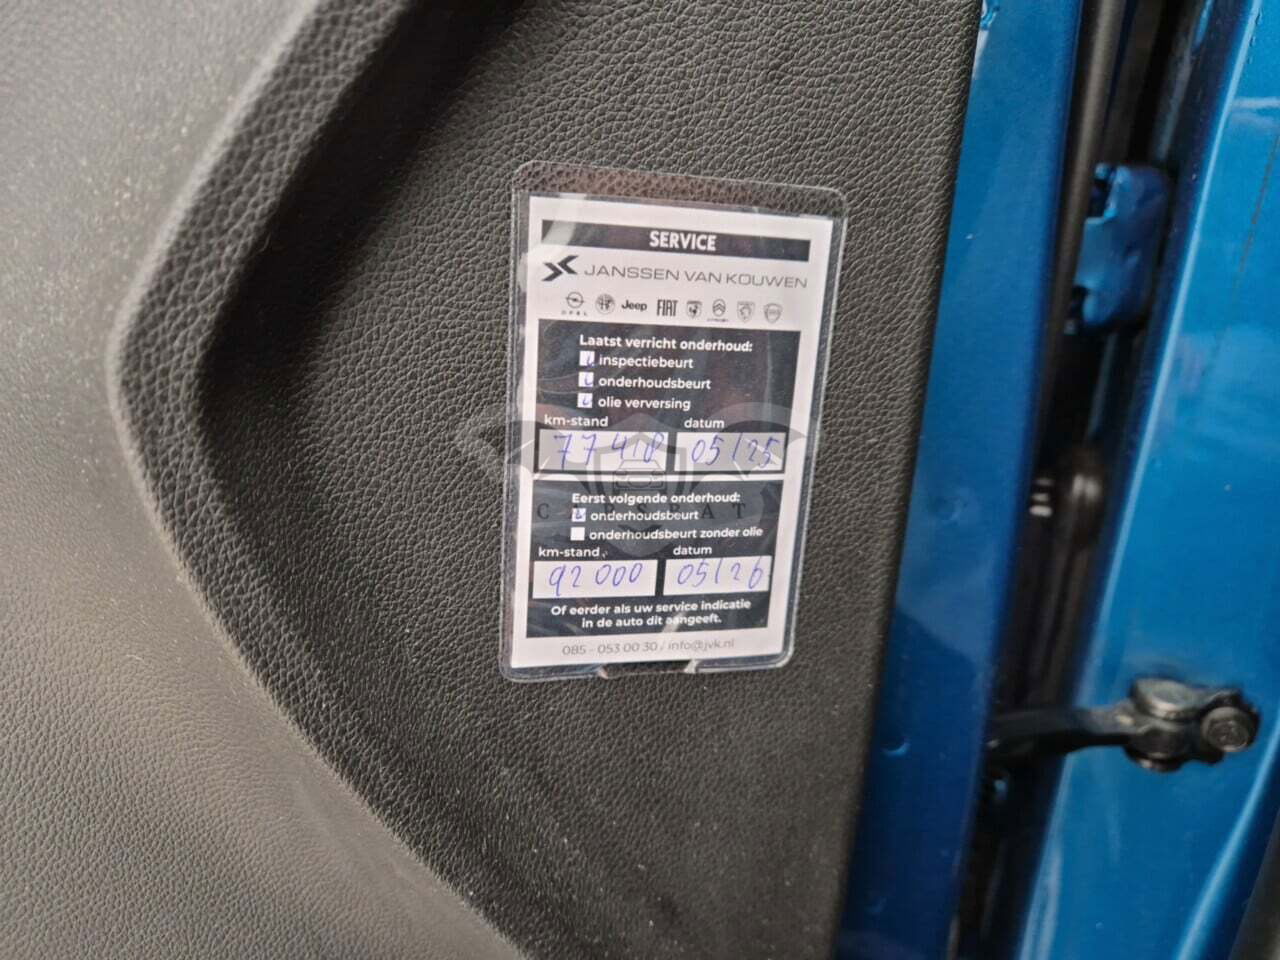 SERVICE
JANSSEN VAN KOUWEN
OPEL Jeep FIAT
Laatst verricht onderhoud:
inspectiebeurt
onderhoudsbeurt
olie verversing
km-stand datum
77418 05/25
Eerst volgende onderhoud:
onderhoudsbeurt
onderhoudsbeurt zonder olie
km-stand datum
92000 05/26
Of eerder als uw service indicatie
in de auto dit aangeeft.
085 - 053 00 30 / info@jvk.nl